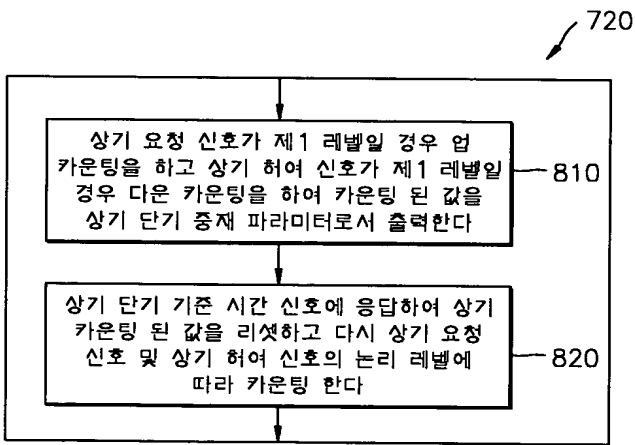 720
상기 요청 신호가 제1 레벨일 경우 업
카운팅을 하고 상기 허여 신호가 제1 레벨일
경우 다운 카운팅을 하여 카운팅 된 값을
상기 단기 중재 파라미터로서 출력한다
810
상기 단기 기준 시간 신호에 응답하여 상기
카운팅 된 값을 리셋하고 다시 상기 요청
신호 및 상기 허여 신호의 논리 레벨에
따라 카운팅 한다
820